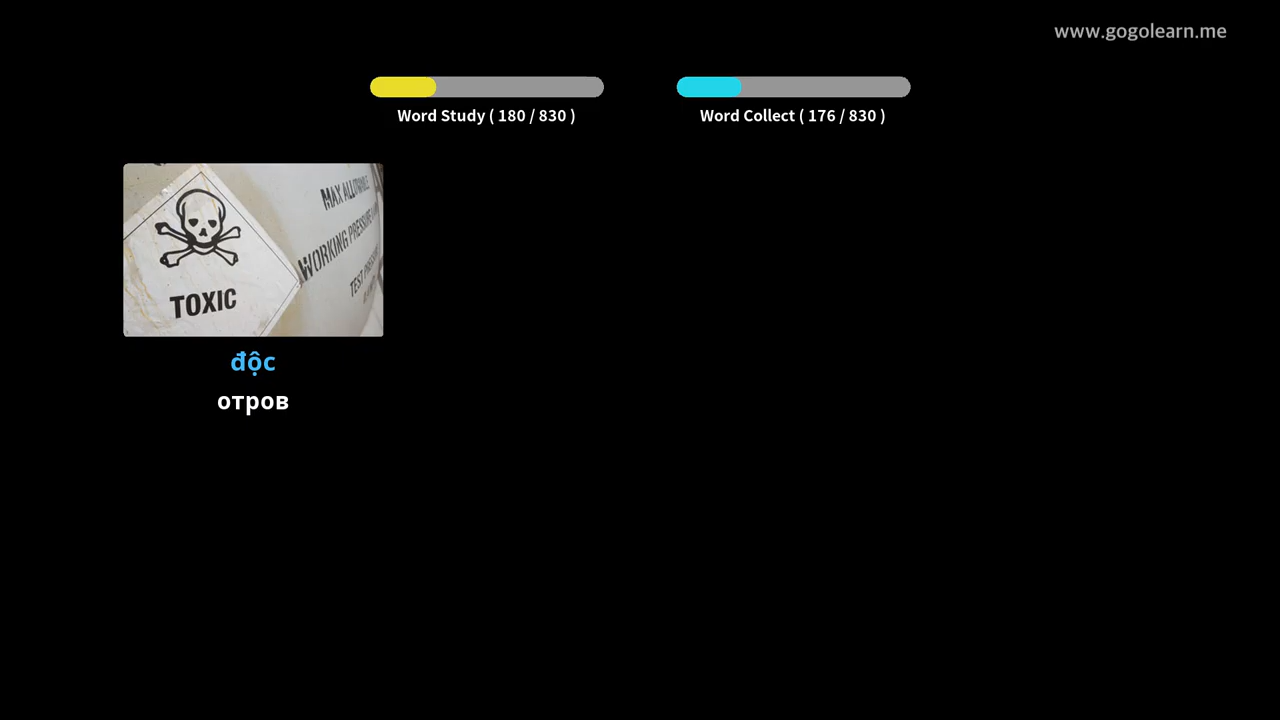 www.gogolearn.me
Word Study ( 180 / 830 )
Word Collect ( 176 / 830 )
MAX ALLOWABLE
WORKING PRESSURE
TEST
TOXIC
độc
отров